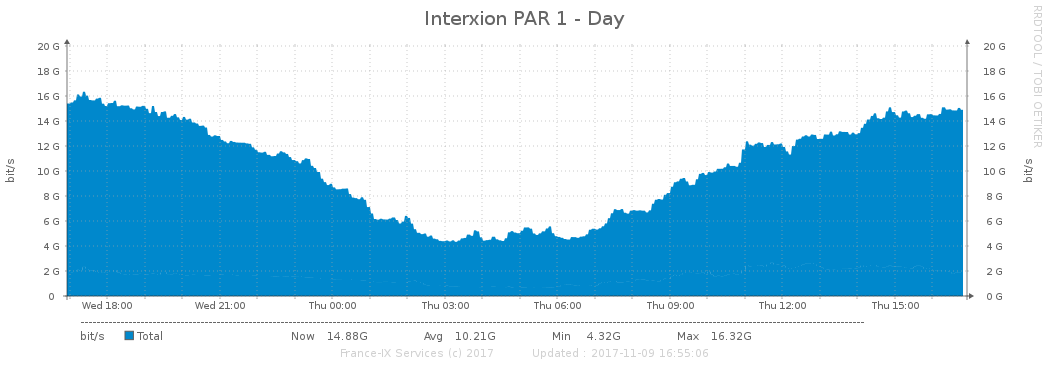 Interxion PAR 1 - Day
RRDTOOL / TOBI OETIKER
20 G 20 G
18 G 18 G
16 G 16 G
14 G 14 G
12 G 12 G
10 G 10 G
8 G 8 G
6 G 6 G
4 G 4 G
2 G 2 G
0 0 G
bit/s
bit/s
Wed 18:00 Wed 21:00 Thu 00:00 Thu 03:00 Thu 06:00 Thu 09:00 Thu 12:00 Thu 15:00
bit/s Total Now 14.88G Avg 10.21G Min 4.32G Max 16.32G
France-IX Services (c) 2017 Updated : 2017-11-09 16:55:06